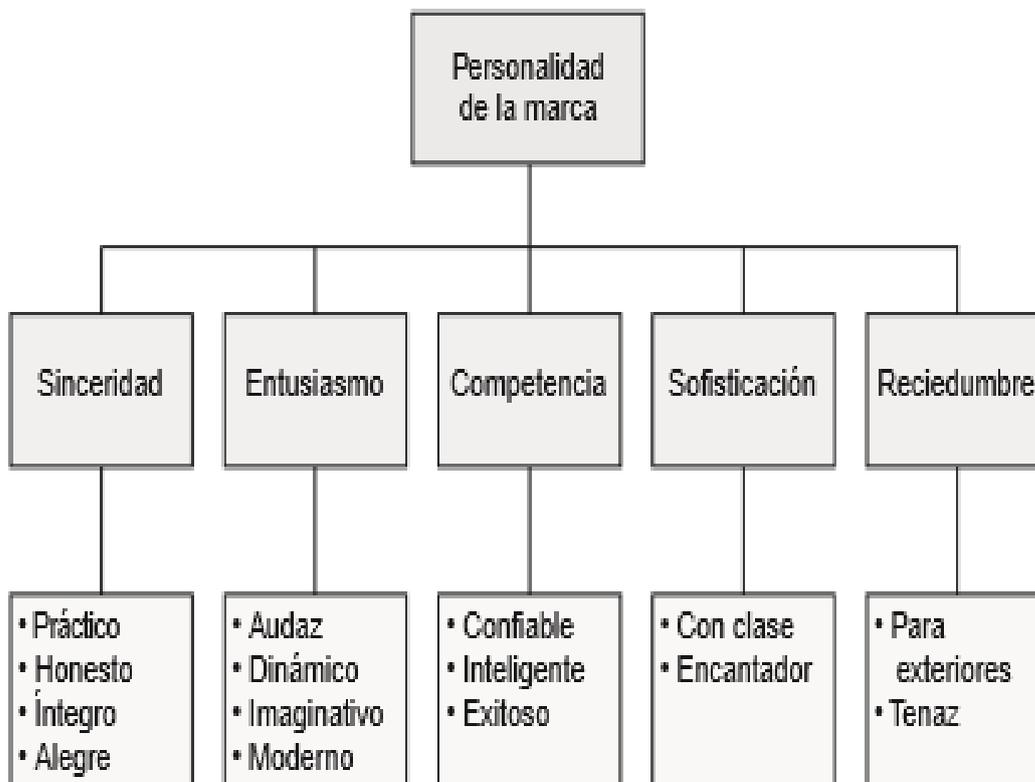 Personalidad
de la marca
Sinceridad
Entusiasmo
Competencia
Sofisticación
Reciedumbre
• Práctico
• Honesto
• Íntegro
• Alegre
• Audaz
• Dinámico
• Imaginativo
• Moderno
• Confiable
• Inteligente
• Exitoso
• Con clase
• Encantador
• Para
exteriores
• Tenaz